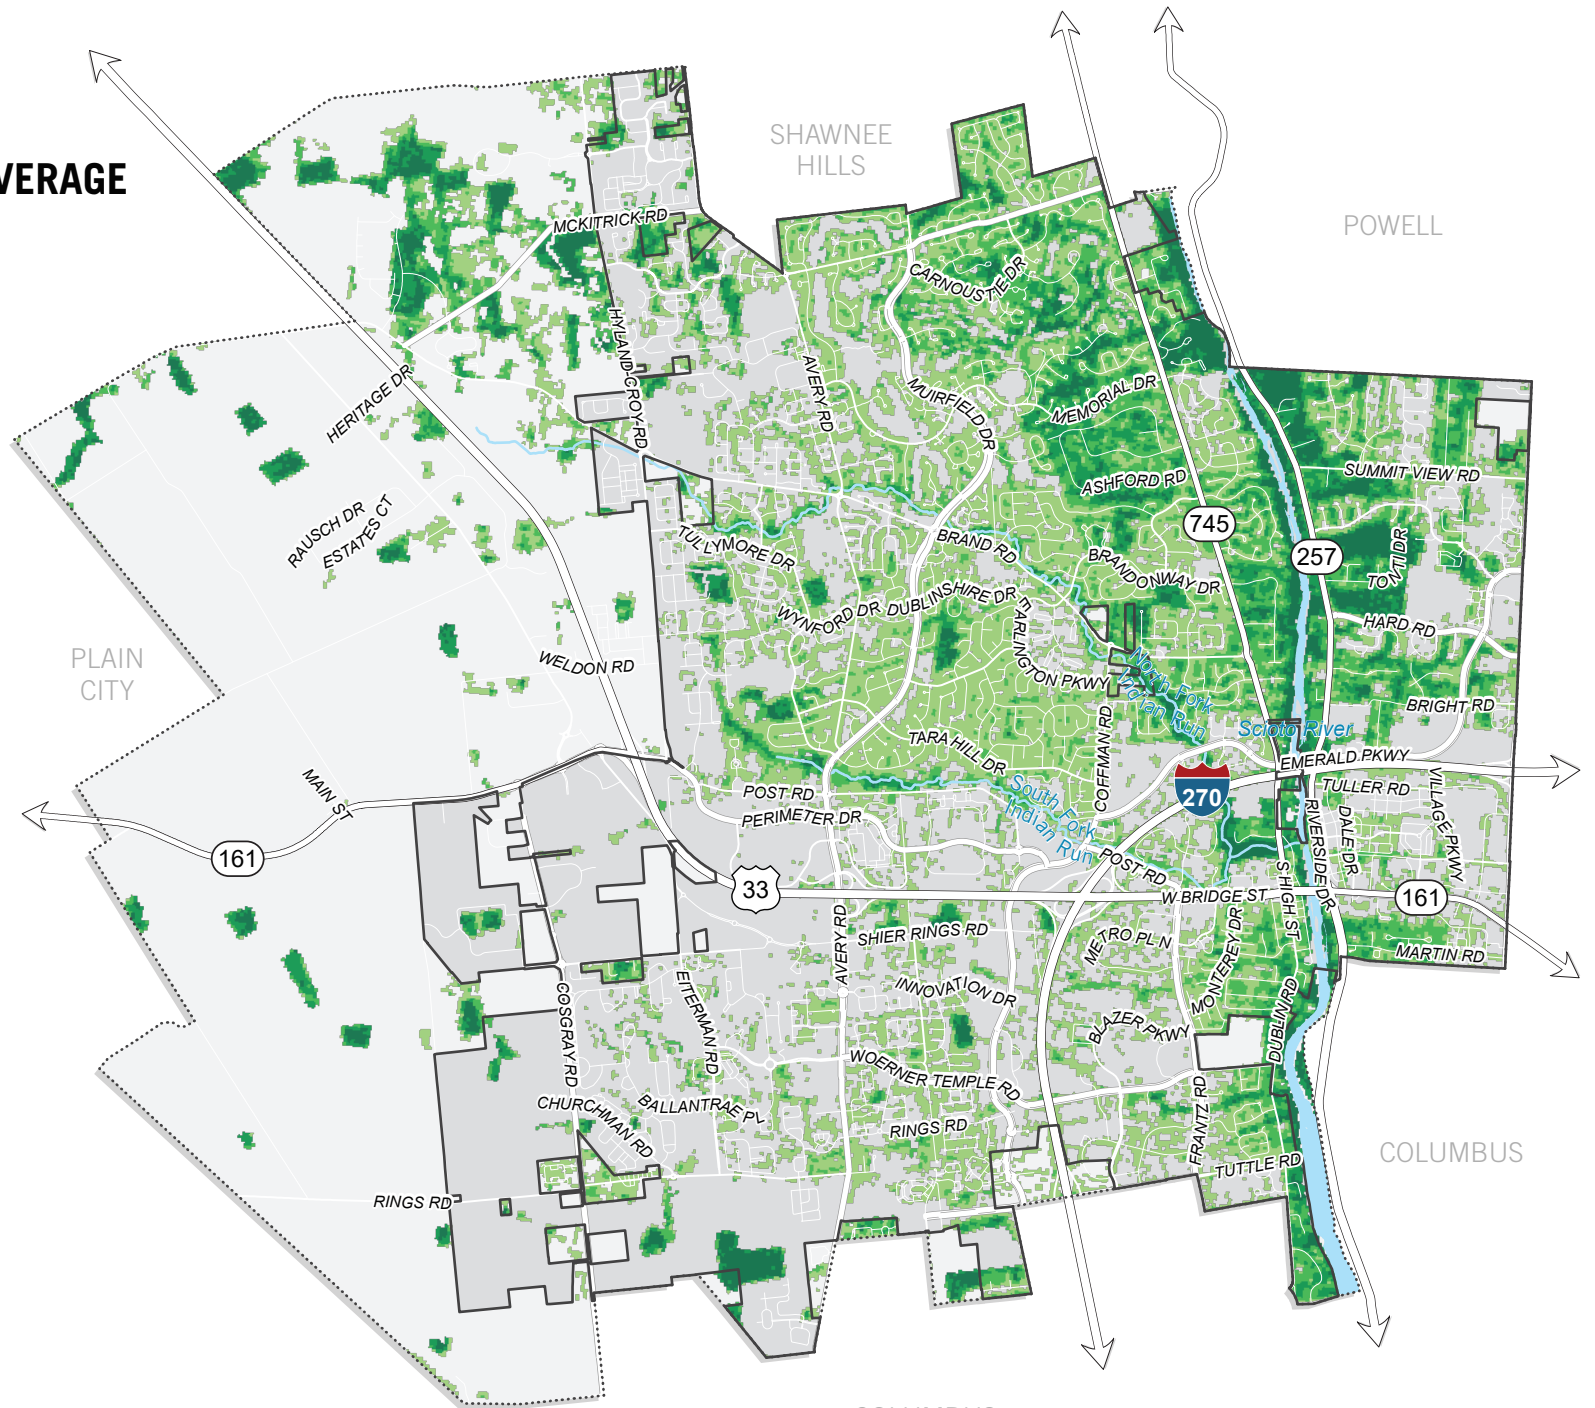 VERAGE
SHAWNEE
HILLS
POWELL
MCKITRICK RD
CARNOUSTIE DR
HYLAND-CROY RD
HERITAGE DR
AVERY RD
MUIRFIELD DR
MEMORIAL DR
ASHFORD RD
SUMMIT VIEW RD
745
257
RAUSCH DR
ESTATES CT
TULLYMORE DR
BRAND RD
BRANDONWAY DR
TONTI DR
WYNFORD DR
DUBLINSHIRE DR
EARLINGTON PKWY
HARD RD
PLAIN
CITY
WELDON RD
North Fork
Indian Run
BRIGHT RD
Scioto River
COFFMAN RD
TARA HILL DR
EMERALD PKWY
MAIN ST
POST RD
PERIMETER DR
South Fork
Indian Run
270
TULLER RD
RIVERSIDE DR
DALE DR
VILLAGE PKWY
161
33
POST RD
W BRIDGE ST
S HIGH ST
161
AVERY RD
SHIER RINGS RD
METRO PL N
MONTEREY DR
MARTIN RD
COSGRAY RD
EITERMAN RD
INNOVATION DR
BLAZER PKWY
DUBLIN RD
WOERNER TEMPLE RD
CHURCHMAN RD
BALLANTRAE PL
RINGS RD
FRANTZ RD
TUTTLE RD
COLUMBUS
RINGS RD